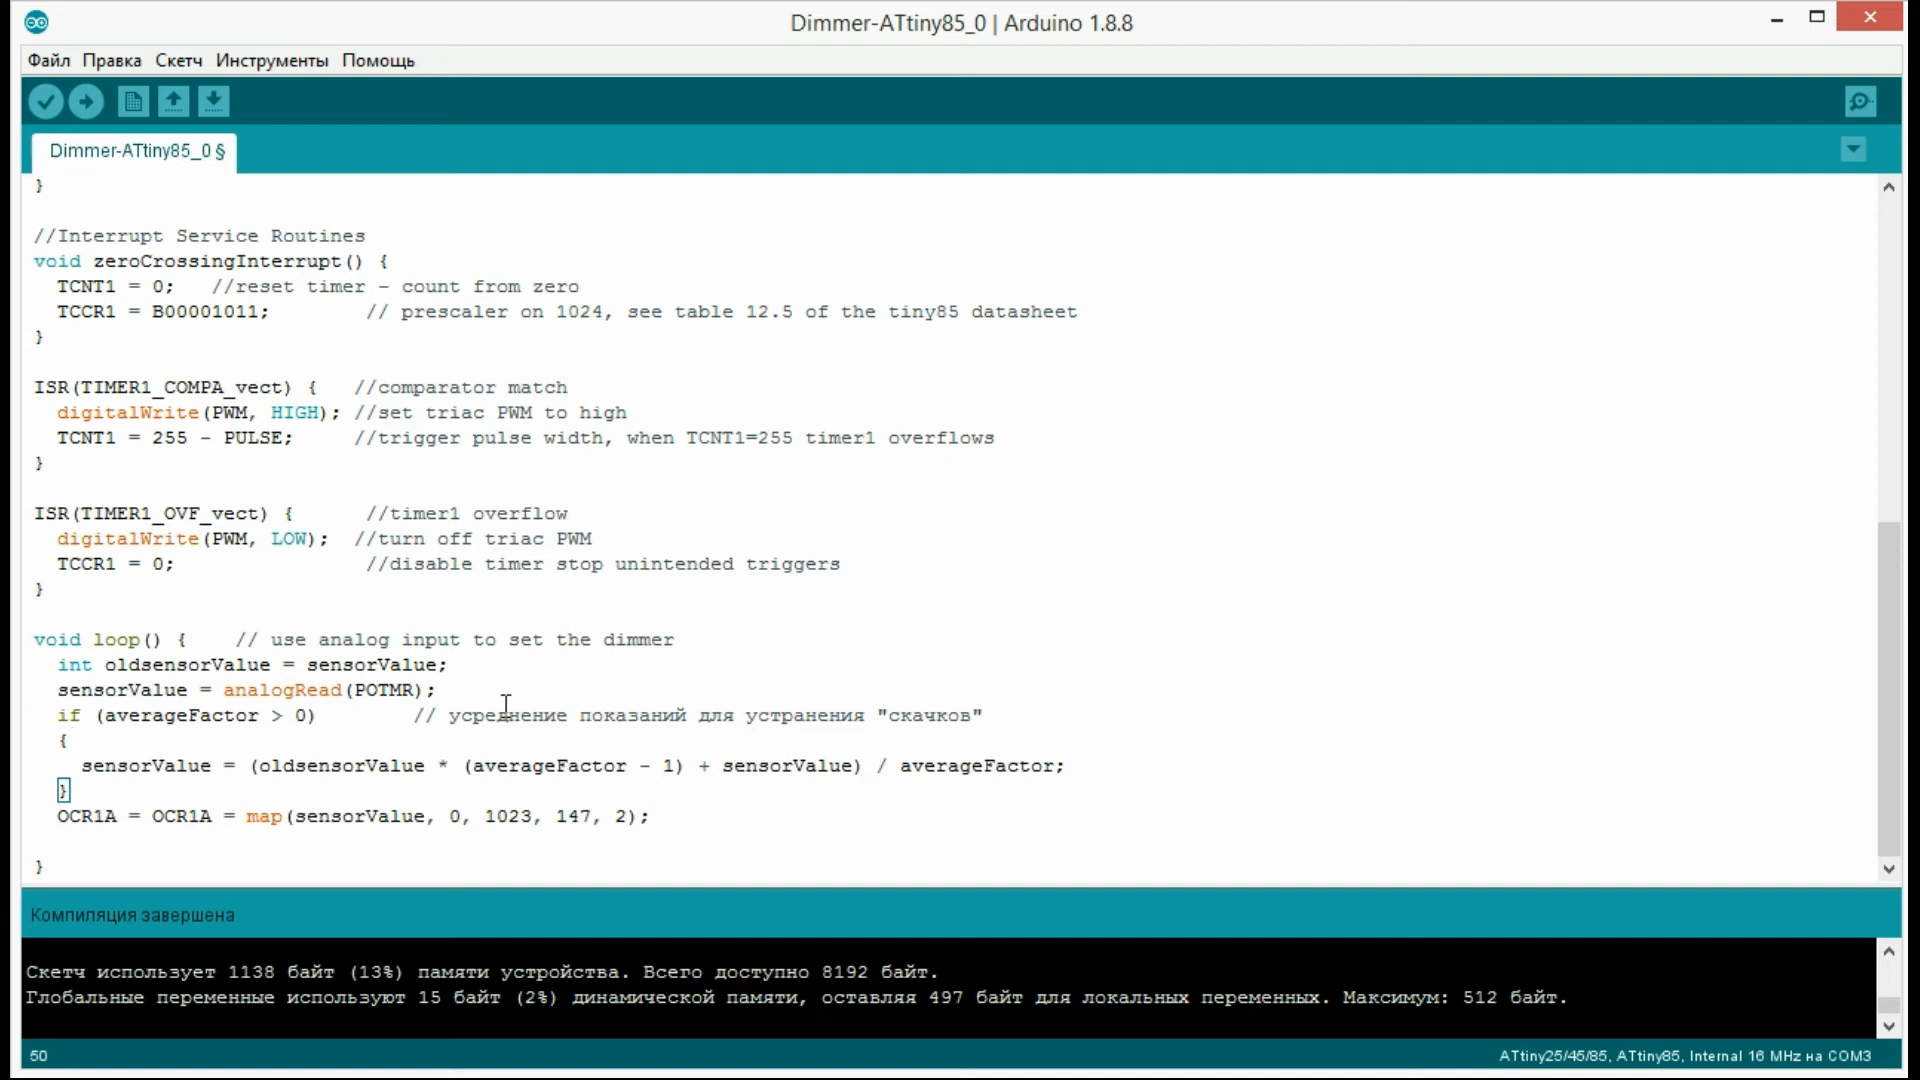 Dimmer-ATtiny85_0 | Arduino 1.8.8
Файл Правка Скетч Инструменты Помощь
Dimmer-ATtiny85_0 §
}
//Interrupt Service Routines
void zeroCrossingInterrupt() {
  TCNT1 = 0;   //reset timer - count from zero
  TCCR1 = B00001011;        // prescaler on 1024, see table 12.5 of the tiny85 datasheet
}
ISR(TIMER1_COMPA_vect) {   //comparator match
  digitalWrite(PWM, HIGH); //set triac PWM to high
  TCNT1 = 255 - PULSE;     //trigger pulse width, when TCNT1=255 timer1 overflows
}
ISR(TIMER1_OVF_vect) {      //timer1 overflow
  digitalWrite(PWM, LOW);  //turn off triac PWM
  TCCR1 = 0;                //disable timer stop unintended triggers
}
void loop() {    // use analog input to set the dimmer
  int oldsensorValue = sensorValue;
  sensorValue = analogRead(POTMR);
  if (averageFactor > 0)        // усреднение показаний для устранения "скачков"
  {
    sensorValue = (oldsensorValue * (averageFactor - 1) + sensorValue) / averageFactor;
  }
  OCR1A = OCR1A = map(sensorValue, 0, 1023, 147, 2);
}
Компиляция завершена
Скетч использует 1138 байт (13%) памяти устройства. Всего доступно 8192 байт.
Глобальные переменные используют 15 байт (2%) динамической памяти, оставляя 497 байт для локальных переменных. Максимум: 512 байт.
50 ATtiny25/45/85, ATtiny85, Internal 16 MHz на COM3